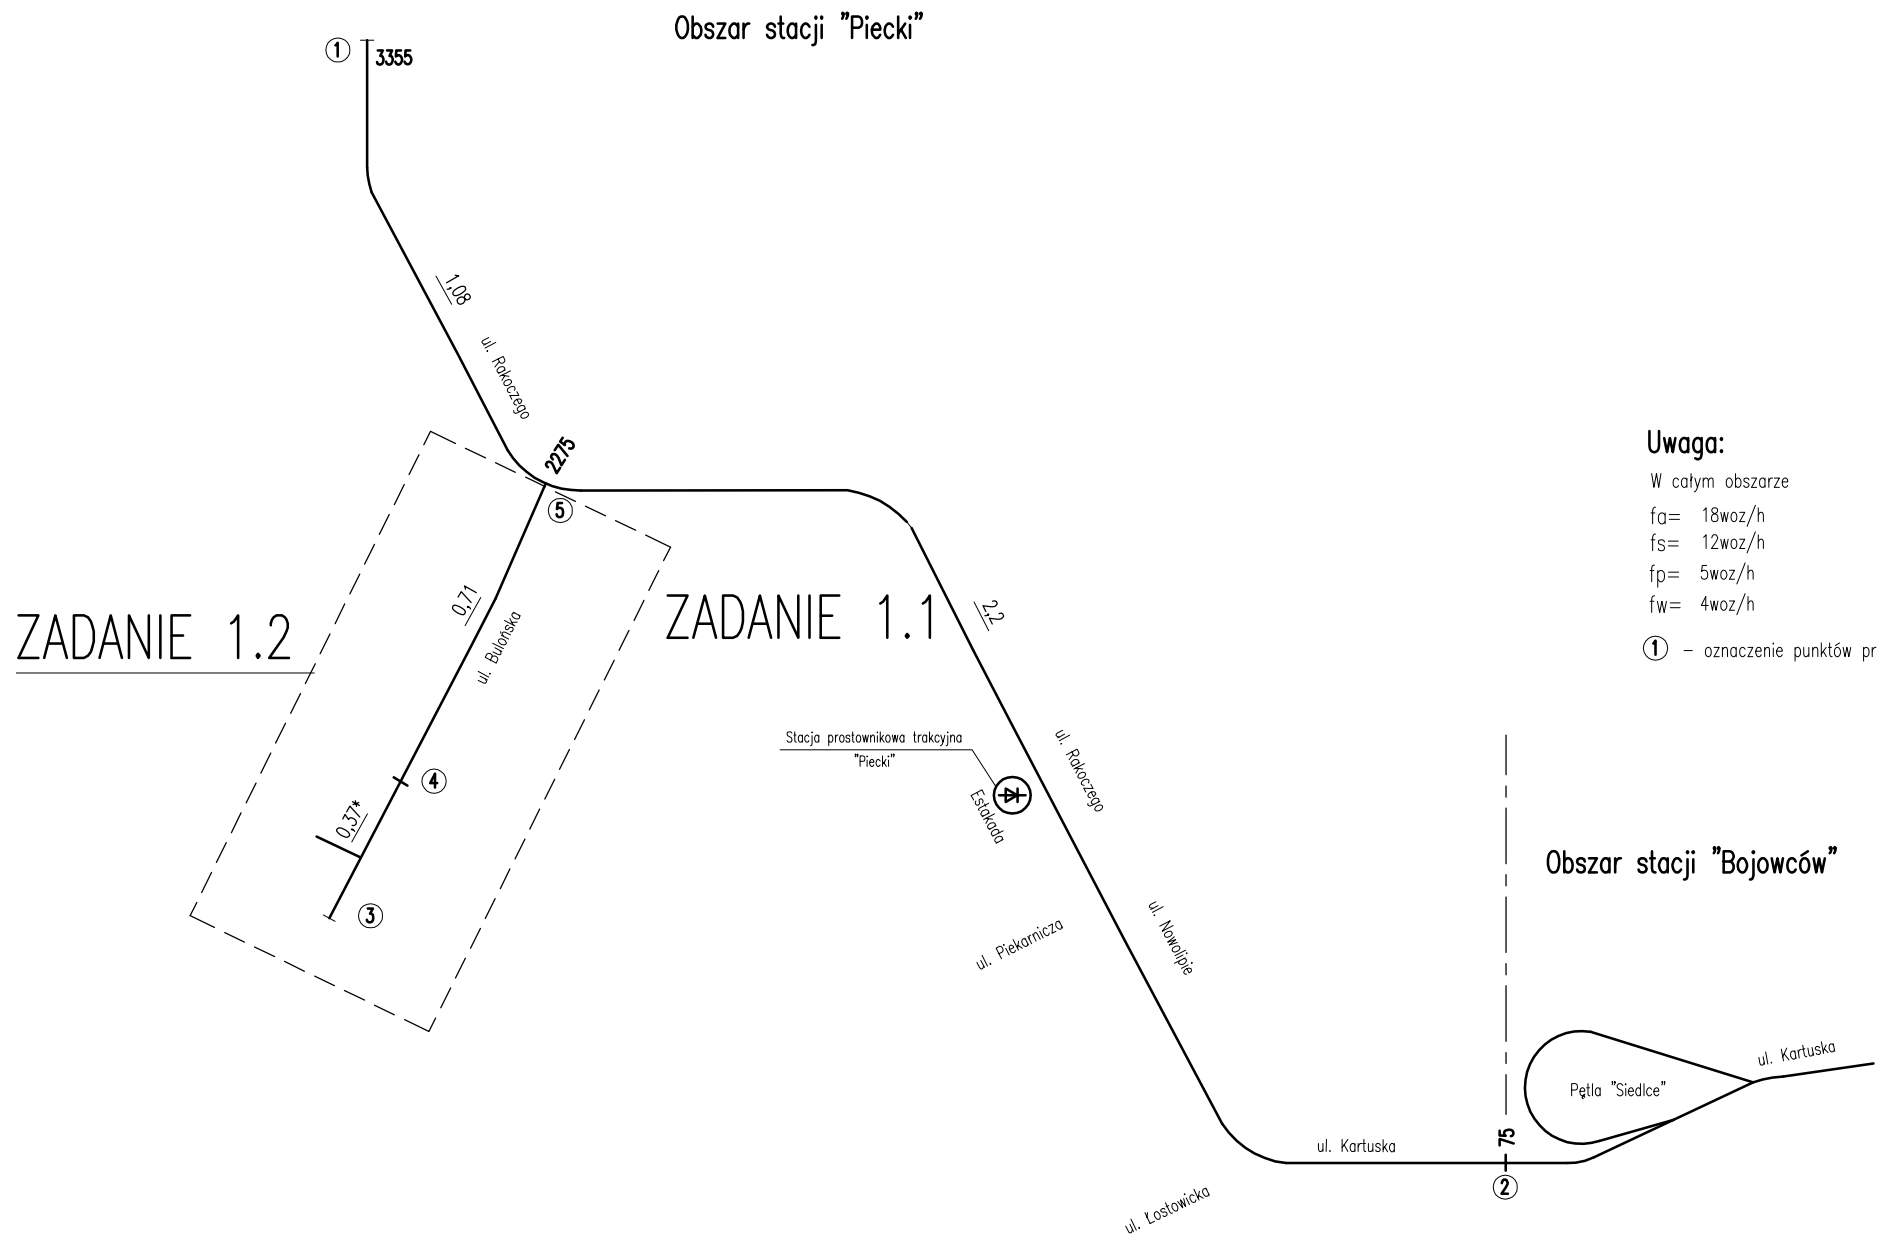 Obszar stacji "Piecki"
1
3355
1,08
ul. Rakoczego
2275
5
Uwaga:
W całym obszarze
fa= 18woz/h
fs= 12woz/h
fp= 5woz/h
fw= 4woz/h
1 – oznaczenie punktów pr
ZADANIE 1.2
0,71
ul. Bulońska
ZADANIE 1.1
2,2
Stacja prostownikowa trakcyjna
"Piecki"
Estakada
ul. Rakoczego
4
0,37*
3
Obszar stacji "Bojowców"
ul. Piekarnicza
ul. Nowolipie
ul. Kartuska
Pętla "Siedlce"
ul. Kartuska
75
2
ul. Łostowicka